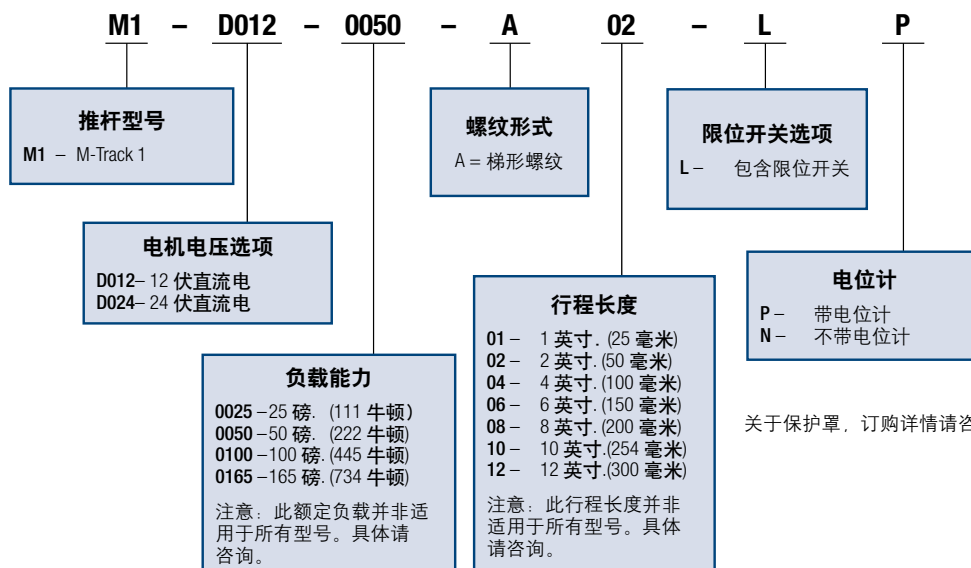 M1 – D012 – 0050 – A 02 – L P
推杆型号
M1 – M-Track 1
电机电压选项
D012– 12 伏直流电
D024– 24 伏直流电
负载能力
0025 –25 磅. (111 牛顿)
0050 –50 磅. (222 牛顿)
0100 –100 磅. (445 牛顿)
0165 –165 磅. (734 牛顿)
注意：此额定负载并非适
用于所有型号。具体请
咨询。
螺纹形式
A = 梯形螺纹
行程长度
01 – 1 英寸. (25 毫米)
02 – 2 英寸. (50 毫米)
04 – 4 英寸. (100 毫米)
06 – 6 英寸. (150 毫米)
08 – 8 英寸. (200 毫米)
10 – 10 英寸.(254 毫米)
12 – 12 英寸.(300 毫米)
注意：此行程长度并非
适用于所有型号。具体
请咨询。
限位开关选项
L – 包含限位开关
电位计
P – 带电位计
N – 不带电位计
关于保护罩，订购详情请咨